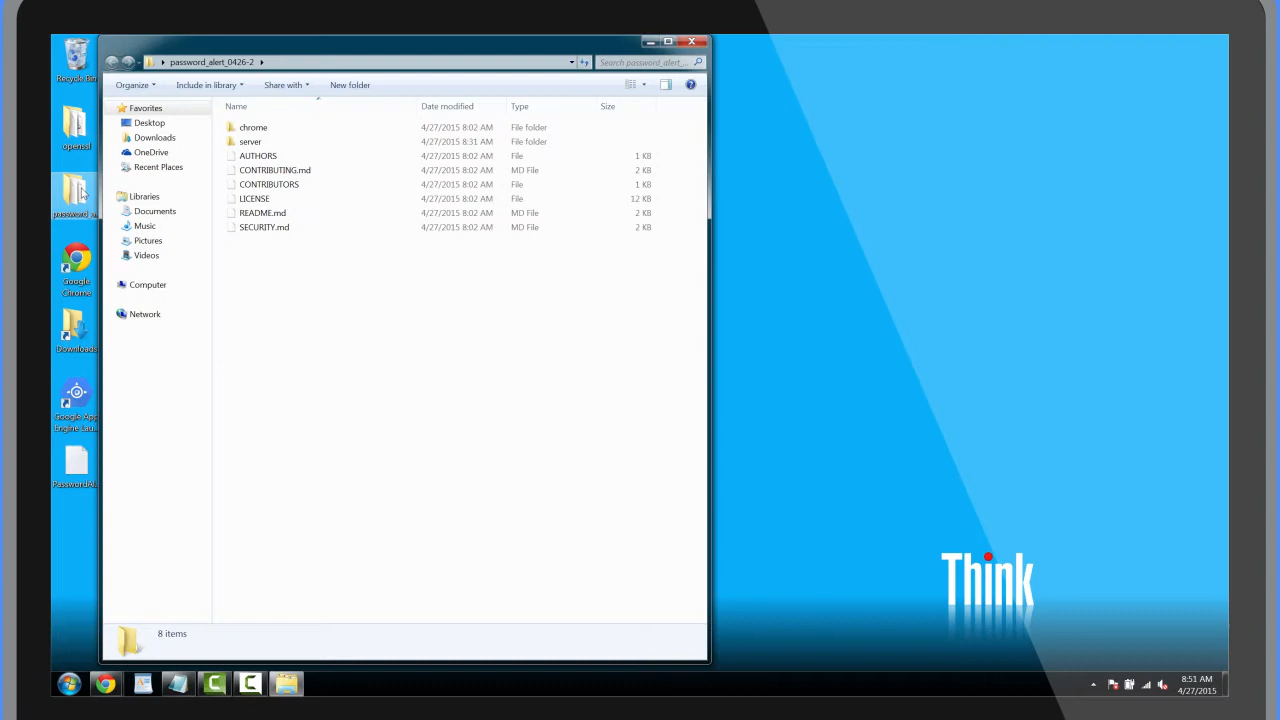 Recycle Bin
openssl
password_a...
Google
Chrome
Downloads
Google App
Engine Lau...
PasswordAl...
password_alert_0426-2
Search password_alert_...
Organize
Include in library
Share with
New folder
Favorites
Desktop
Downloads
OneDrive
Recent Places
Libraries
Documents
Music
Pictures
Videos
Computer
Network
Name Date modified Type Size
chrome 4/27/2015 8:02 AM File folder
server 4/27/2015 8:31 AM File folder
AUTHORS 4/27/2015 8:02 AM File 1 KB
CONTRIBUTING.md 4/27/2015 8:02 AM MD File 2 KB
CONTRIBUTORS 4/27/2015 8:02 AM File 1 KB
LICENSE 4/27/2015 8:02 AM File 12 KB
README.md 4/27/2015 8:02 AM MD File 2 KB
SECURITY.md 4/27/2015 8:02 AM MD File 2 KB
8 items
Think
8:51 AM
4/27/2015